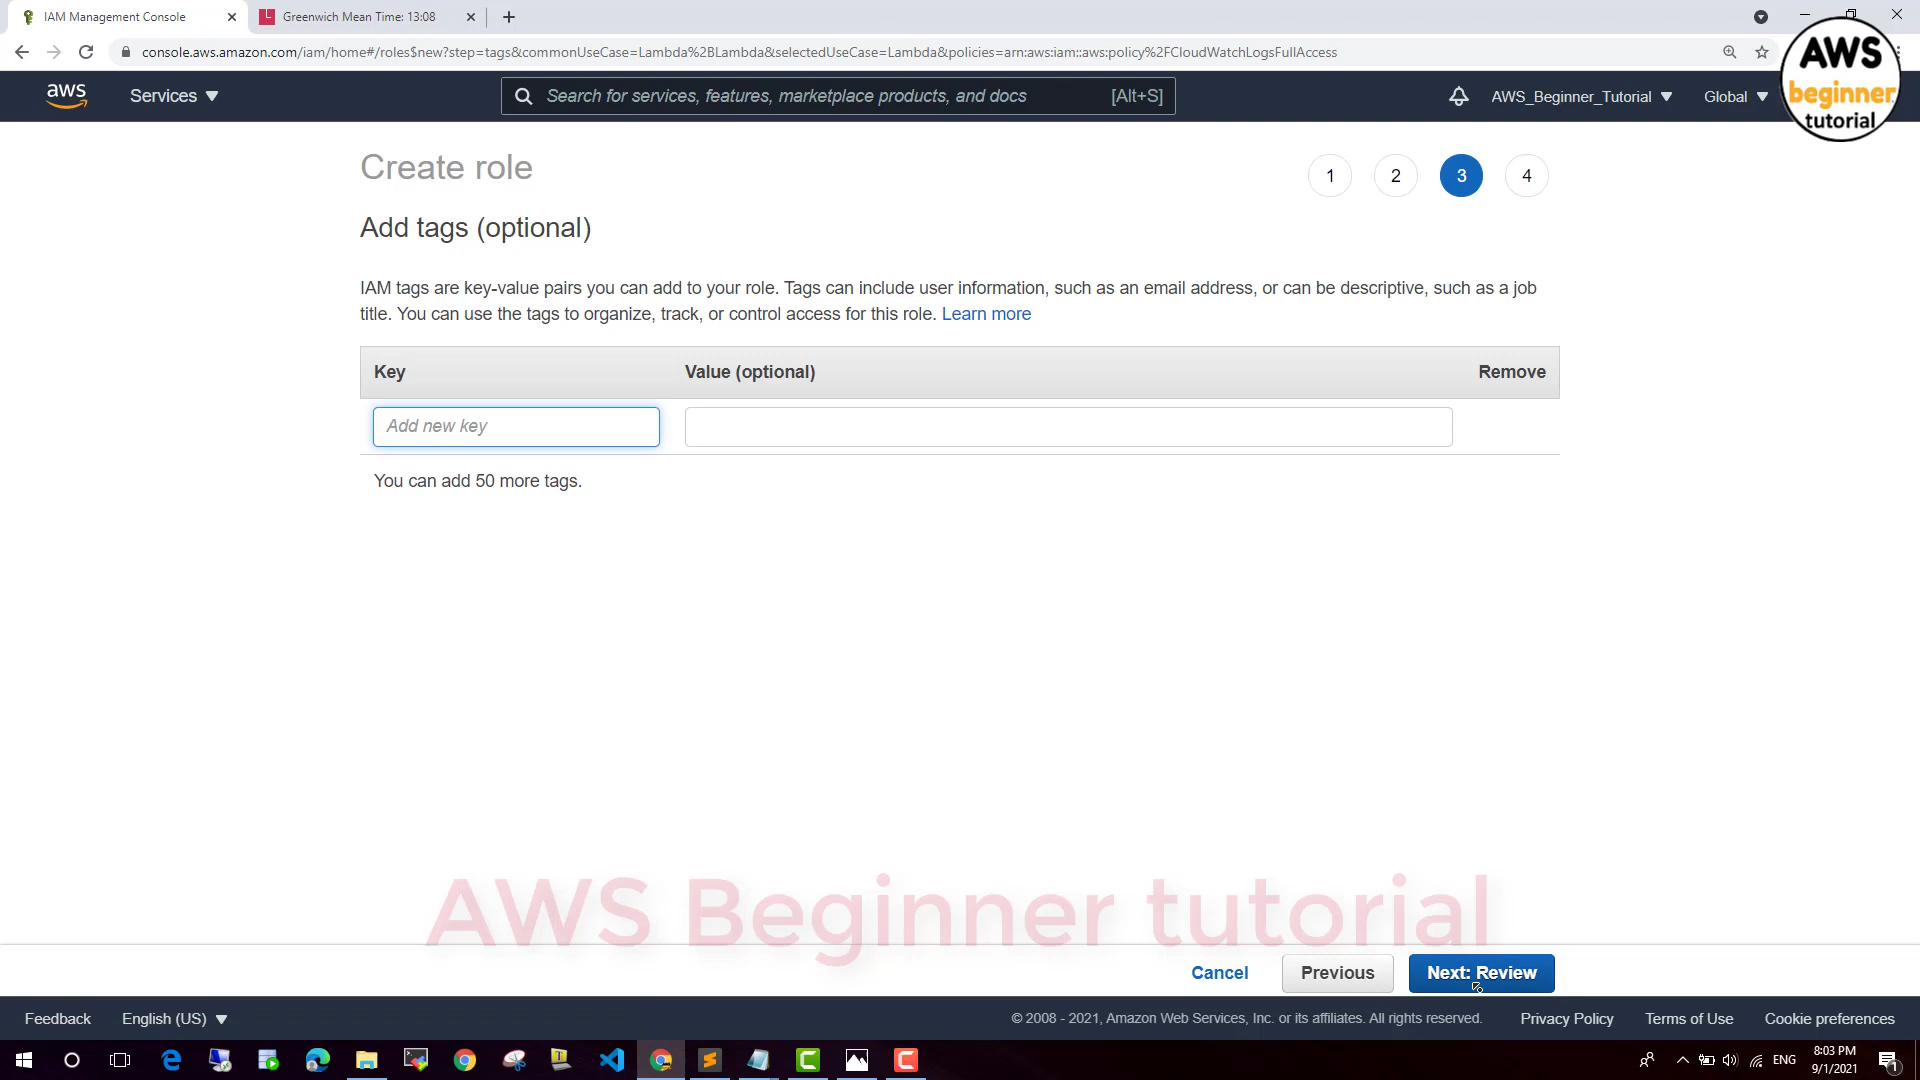 IAM Management Console
Greenwich Mean Time: 13:08
console.aws.amazon.com/iam/home#/roles$new?step=tags&commonUseCase=Lambda%2BLambda&selectedUseCase=Lambda&policies=arn:aws:iam::aws:policy%2FCloudWatchLogsFullAccess
aws
Services
Search for services, features, marketplace products, and docs
[Alt+S]
AWS_Beginner_Tutorial
Global
AWS
beginner
tutorial
Create role
1
2
3
4
Add tags (optional)
IAM tags are key-value pairs you can add to your role. Tags can include user information, such as an email address, or can be descriptive, such as a job
title. You can use the tags to organize, track, or control access for this role. Learn more
Key
Value (optional)
Remove
Add new key
You can add 50 more tags.
AWS Beginner tutorial
Cancel
Previous
Next: Review
Feedback
English (US)
© 2008 - 2021, Amazon Web Services, Inc. or its affiliates. All rights reserved.
Privacy Policy
Terms of Use
Cookie preferences
ENG
8:03 PM
9/1/2021
1